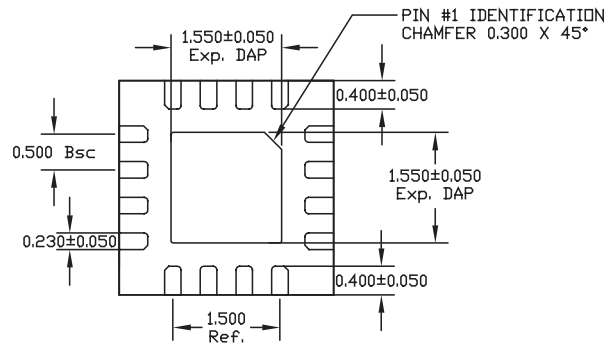 PIN #1 IDENTIFICATION
CHAMFER 0.300 X 45°
1.550±0.050
Exp. DAP
0.400±0.050
0.500 Bsc
1.550±0.050
Exp. DAP
0.230±0.050
0.400±0.050
1.500
Ref.